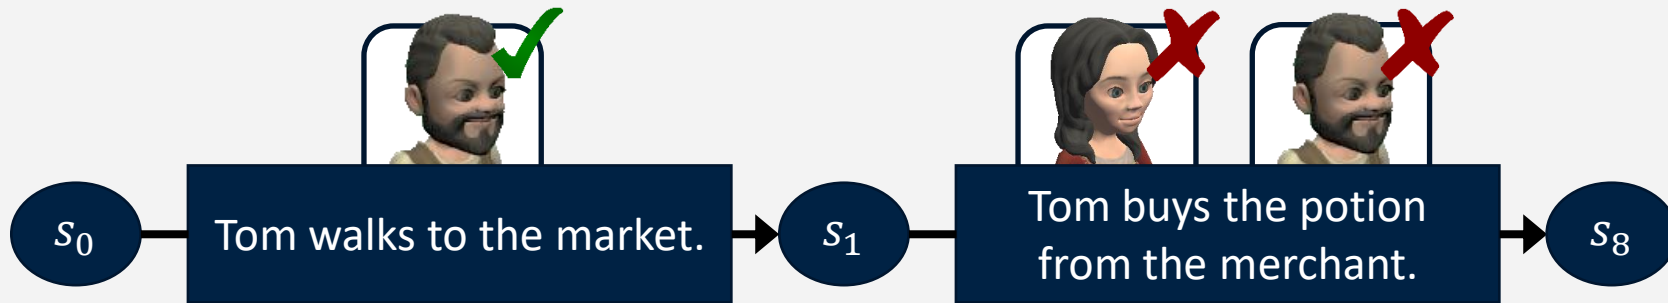 s₀
Tom walks to the market.
s₁
Tom buys the potion
from the merchant.
s₈